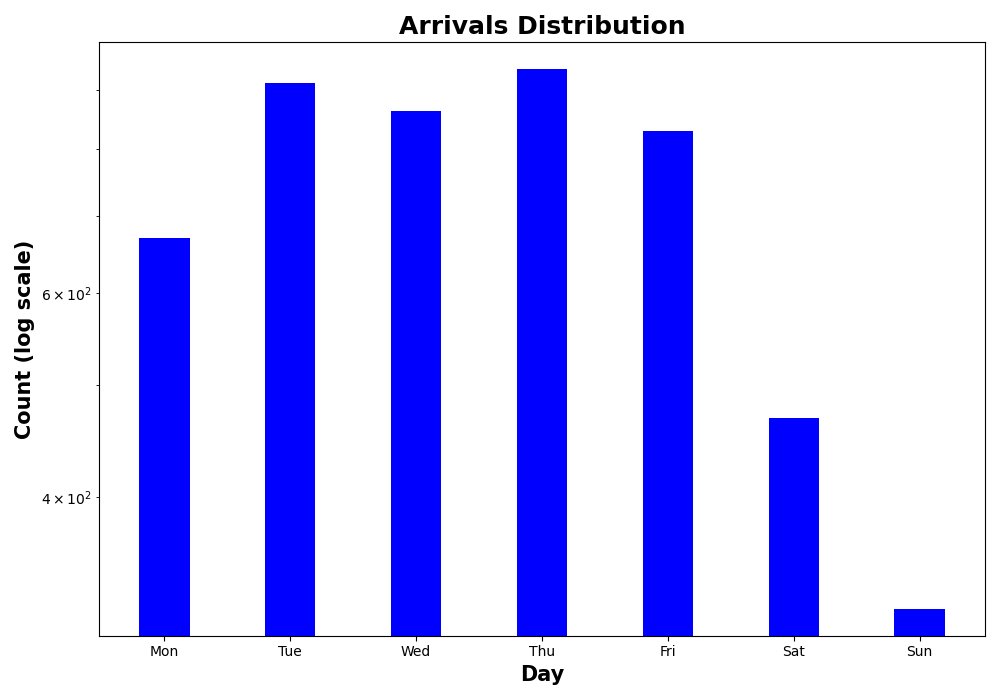 Arrivals Distribution
Count (log scale)
6 × 10²
4 × 10²
Mon Tue Wed Thu Fri Sat Sun
Day